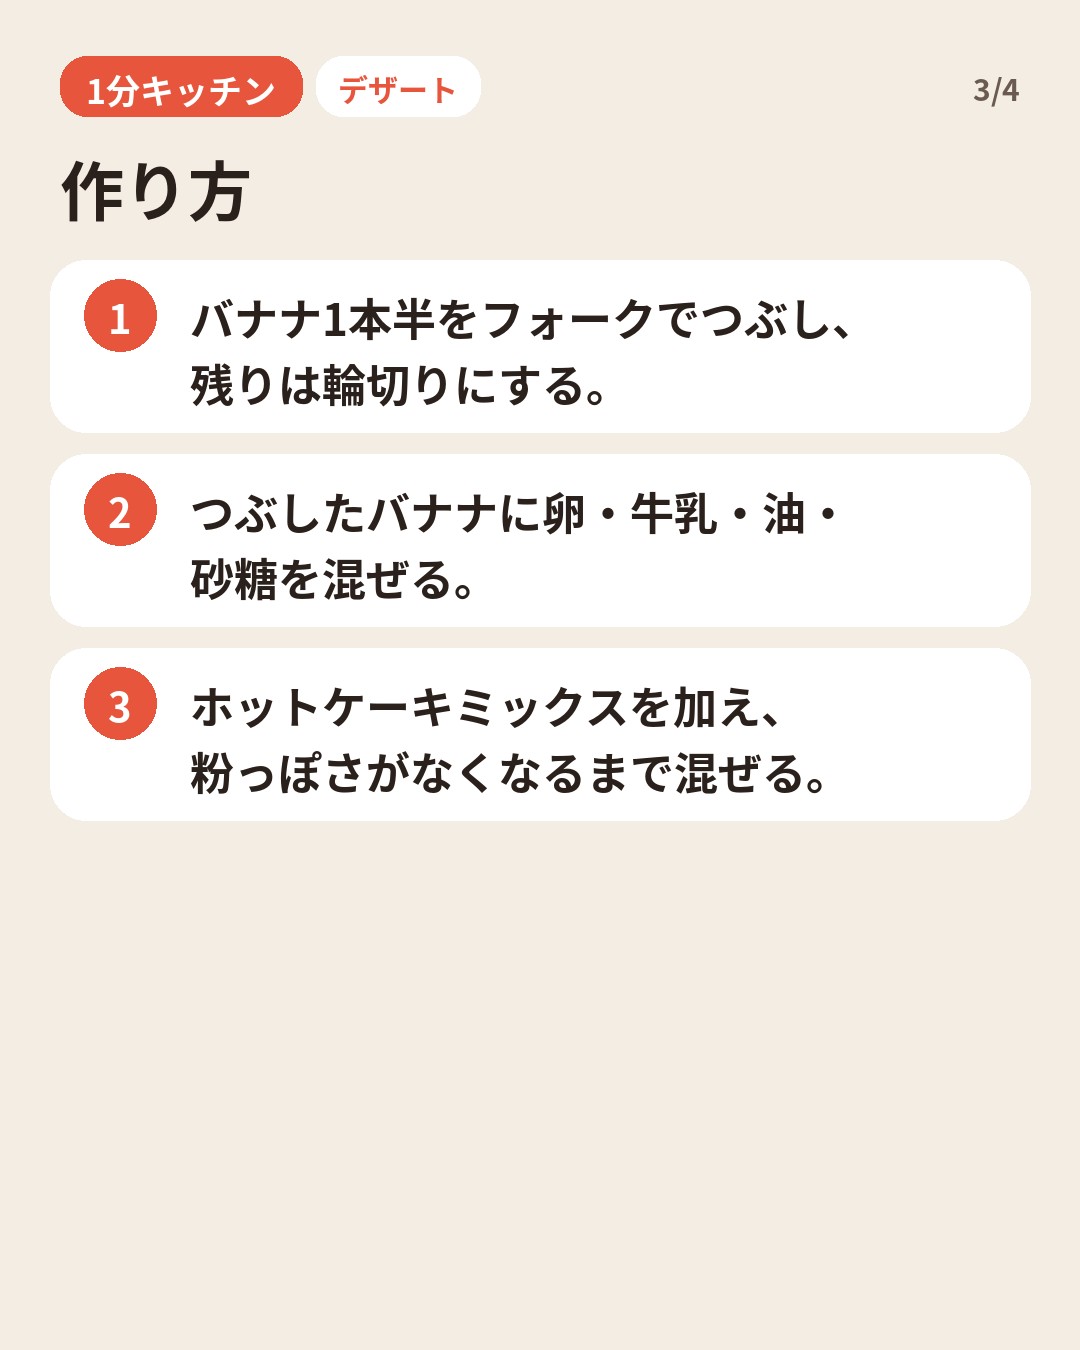 1分キッチン デザート 3/4
作り方
1 バナナ1本半をフォークでつぶし、
残りは輪切りにする。
2 つぶしたバナナに卵・牛乳・油・
砂糖を混ぜる。
3 ホットケーキミックスを加え、
粉っぽさがなくなるまで混ぜる。